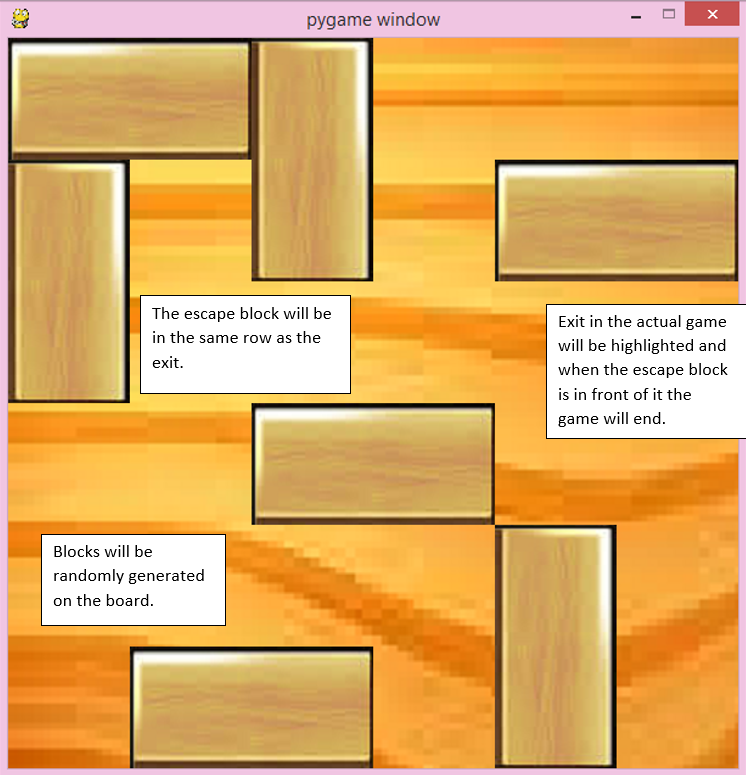 pygame window
The escape block will be
in the same row as the
exit.
Exit in the actual game
will be highlighted and
when the escape block
is in front of it the
game will end.
Blocks will be
randomly generated
on the board.